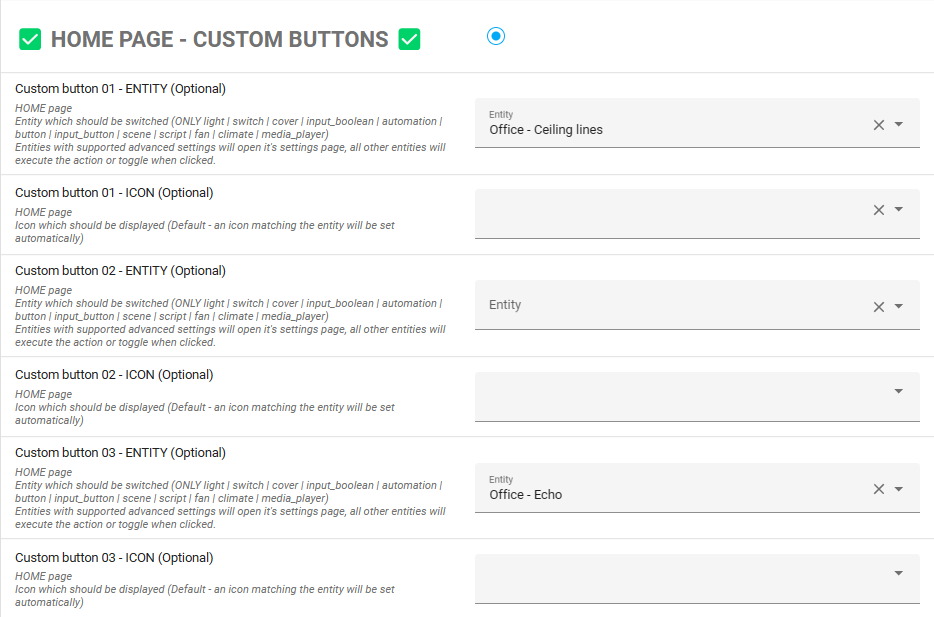 HOME PAGE - CUSTOM BUTTONS
Custom button 01 - ENTITY (Optional)
HOME page
Entity which should be switched (ONLY light | switch | cover | input_boolean | automation |
button | input_button | scene | script | fan | climate | media_player)
Entities with supported advanced settings will open it's settings page, all other entities will
execute the action or toggle when clicked.
Entity
Office - Ceiling lines
Custom button 01 - ICON (Optional)
HOME page
Icon which should be displayed (Default - an icon matching the entity will be set
automatically)
Custom button 02 - ENTITY (Optional)
HOME page
Entity which should be switched (ONLY light | switch | cover | input_boolean | automation |
button | input_button | scene | script | fan | climate | media_player)
Entities with supported advanced settings will open it's settings page, all other entities will
execute the action or toggle when clicked.
Entity
Custom button 02 - ICON (Optional)
HOME page
Icon which should be displayed (Default - an icon matching the entity will be set
automatically)
Custom button 03 - ENTITY (Optional)
HOME page
Entity which should be switched (ONLY light | switch | cover | input_boolean | automation |
button | input_button | scene | script | fan | climate | media_player)
Entities with supported advanced settings will open it's settings page, all other entities will
execute the action or toggle when clicked.
Entity
Office - Echo
Custom button 03 - ICON (Optional)
HOME page
Icon which should be displayed (Default - an icon matching the entity will be set
automatically)